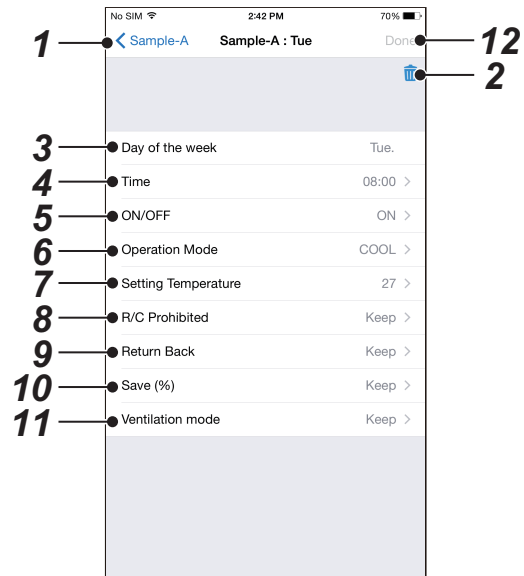 No SIM 2:42 PM 70%
1 Sample-A Sample-A : Tue Done 12
2
3 Day of the week Tue.
4 Time 08:00
5 ON/OFF ON
6 Operation Mode COOL
7 Setting Temperature 27
8 R/C Prohibited Keep
9 Return Back Keep
10 Save (%) Keep
11 Ventilation mode Keep